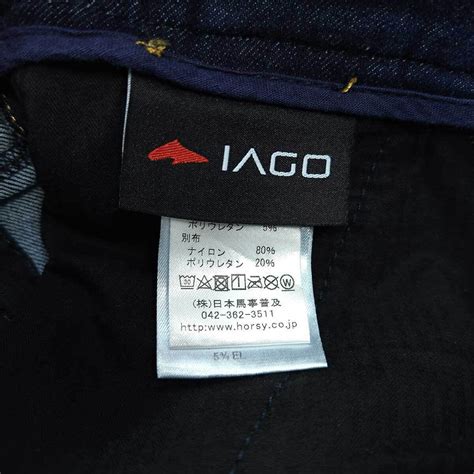 IAGO
ポリウレタン 5%
別布
ナイロン 80%
ポリウレタン 20%
(株)日本馬事普及
042-362-3511
http://www.horsy.co.jp